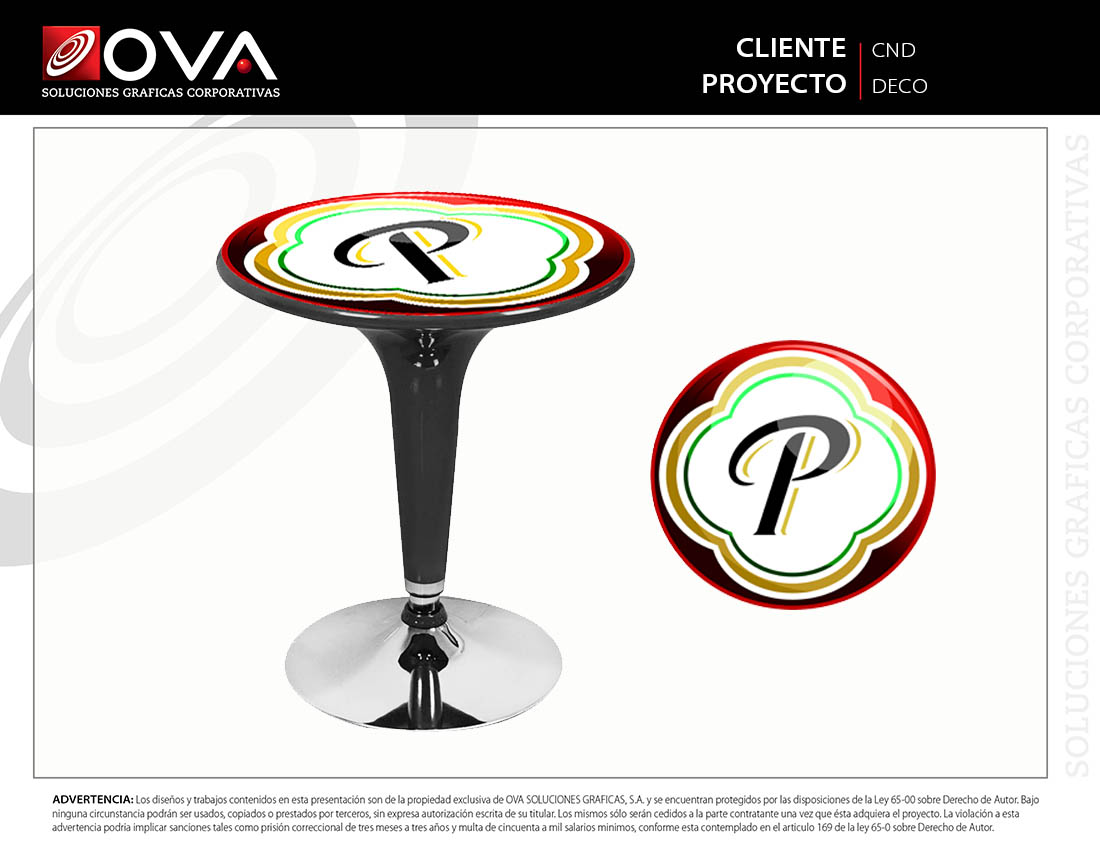 OVA
SOLUCIONES GRAFICAS CORPORATIVAS
CLIENTE CND
PROYECTO DECO
P
P
SOLUCIONES GRAFICAS CORPORATIVAS
ADVERTENCIA: Los diseños y trabajos contenidos en esta presentación son de la propiedad exclusiva de OVA SOLUCIONES GRAFICAS, S.A. y se encuentran protegidos por las disposiciones de la Ley 65-00 sobre Derecho de Autor. Bajo
ninguna circunstancia podrán ser usados, copiados o prestados por terceros, sin expresa autorización escrita de su titular. Los mismos sólo serán cedidos a la parte contratante una vez que ésta adquiera el proyecto. La violación a esta
advertencia podria implicar sanciones tales como prisión correccional de tres meses a tres años y multa de cincuenta a mil salarios minimos, conforme esta contemplado en el articulo 169 de la ley 65-0 sobre Derecho de Autor.